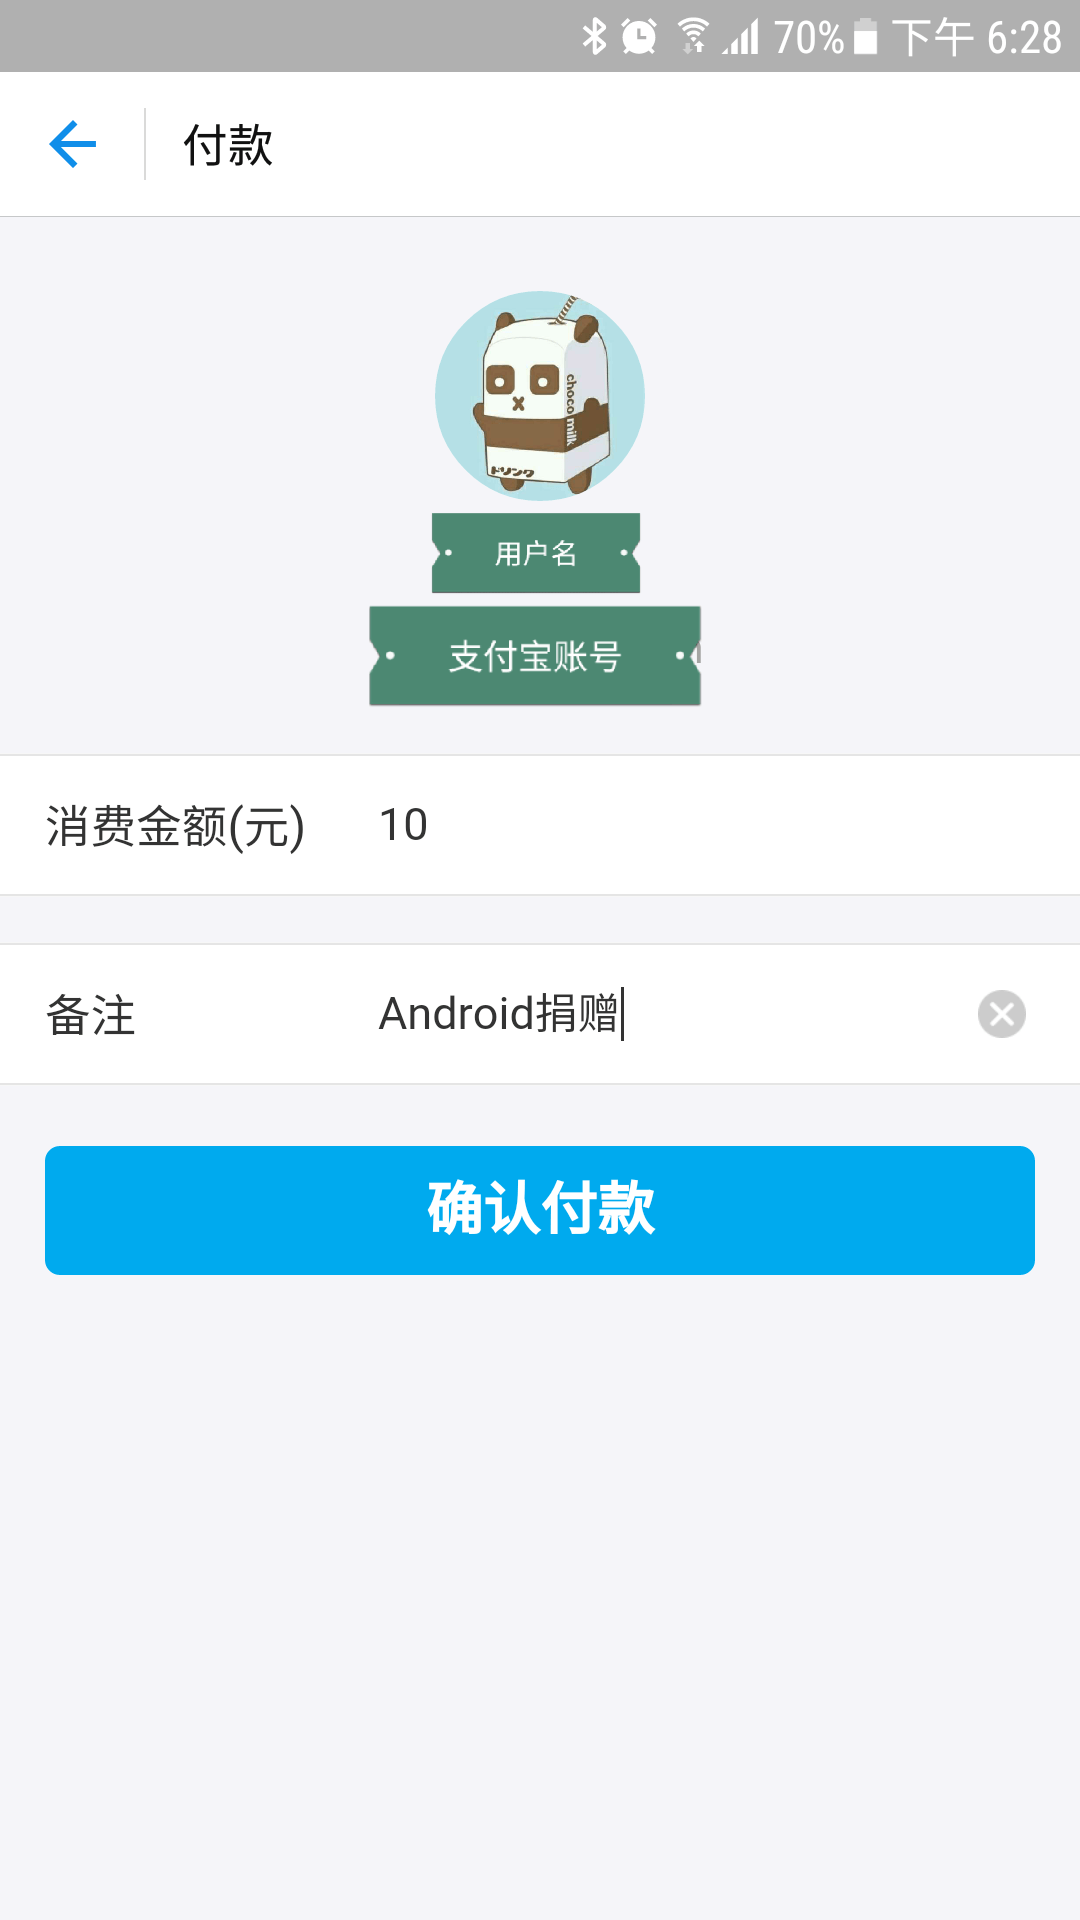 70% 下午 6:28
付款
choco milk
ドリンク
用户名
支付宝账号
消费金额(元) 10
备注 Android捐赠
确认付款